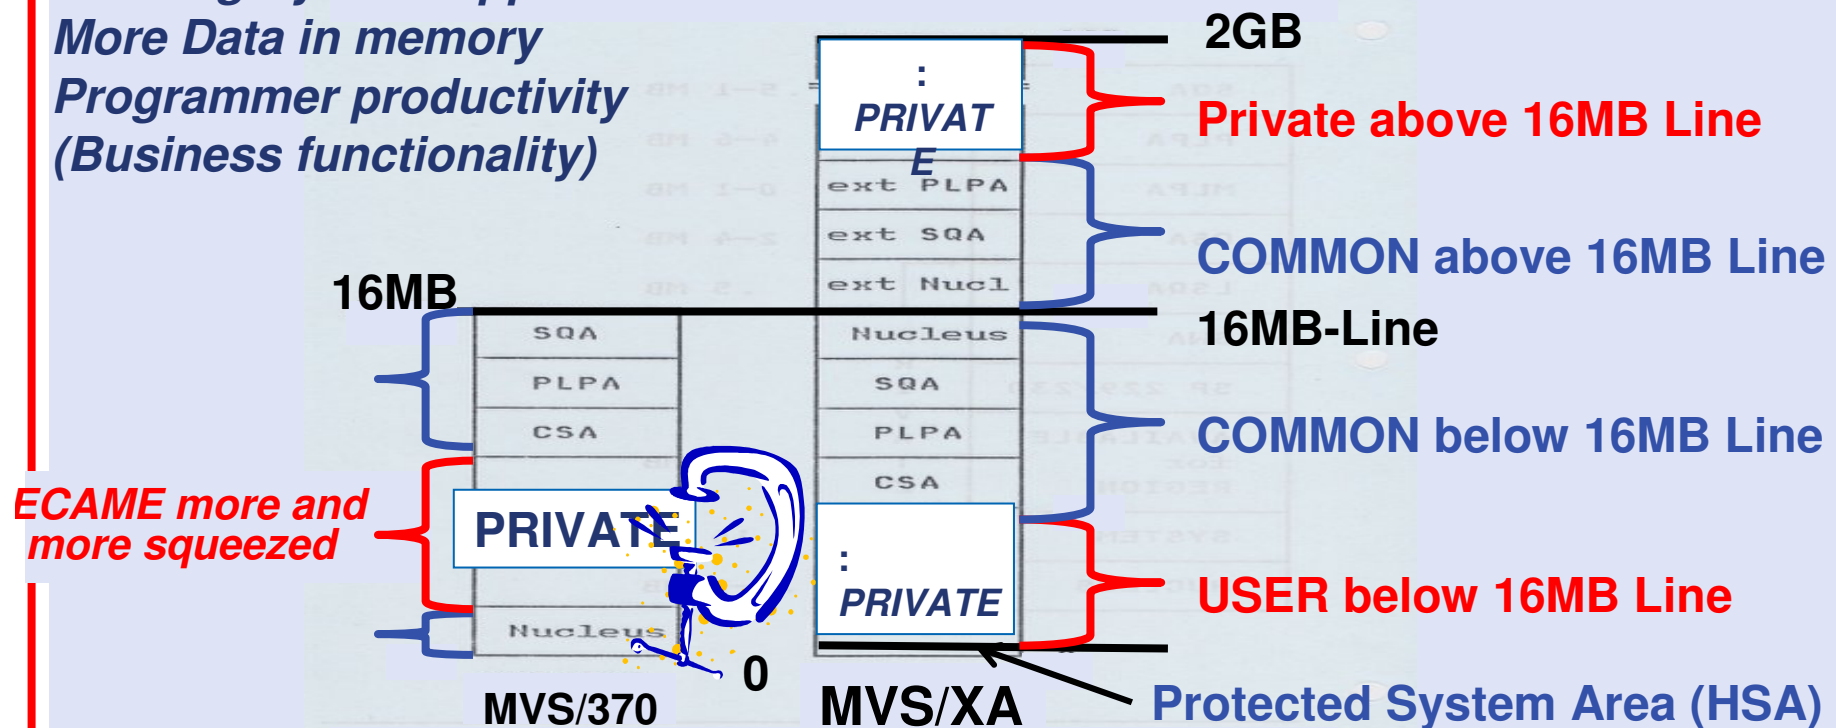 More Data in memory
Programmer productivity
(Business functionality)
2GB
:
PRIVAT
E
Private above 16MB Line
ext PLPA
ext SQA
ext Nucl
COMMON above 16MB Line
16MB
16MB-Line
SQA
PLPA
CSA
PRIVATE
Nucleus
Nucleus
SQA
PLPA
CSA
:
PRIVATE
COMMON below 16MB Line
ECAME more and
more squeezed
USER below 16MB Line
0
MVS/370
MVS/XA
Protected System Area (HSA)